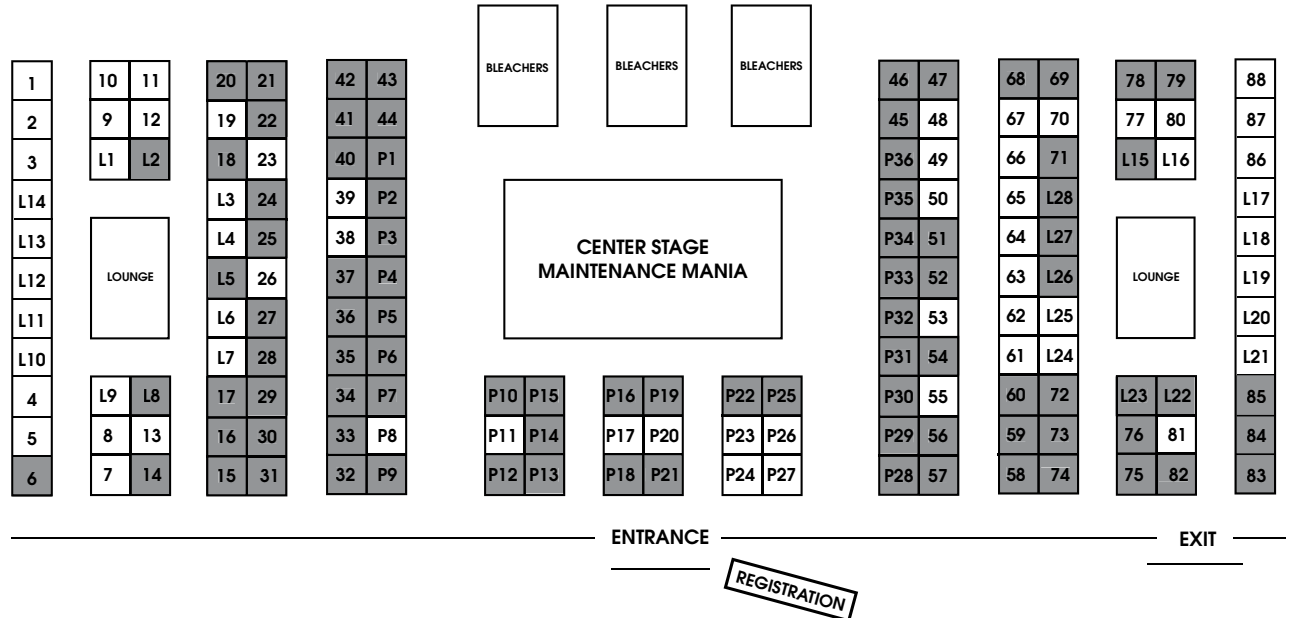 BLEACHERS BLEACHERS BLEACHERS
1 10 11 20 21 42 43 46 47 68 69 78 79 88
2 9 12 19 22 41 44 45 48 67 70 77 80 87
3 L1 L2 18 23 40 P1 P36 49 66 71 L15 L16 86
L14 L3 24 39 P2 P35 50 65 L28 L17
L13 L4 25 38 P3 CENTER STAGE P34 51 64 L27 L18
MAINTENANCE MANIA
L12 LOUNGE L5 26 37 P4 P33 52 63 L26 LOUNGE L19
L11 L6 27 36 P5 P32 53 62 L25 L20
L10 L7 28 35 P6 P31 54 61 L24 L21
4 L9 L8 17 29 34 P7 P10 P15 P16 P19 P22 P25 P30 55 60 72 L23 L22 85
5 8 13 16 30 33 P8 P11 P14 P17 P20 P23 P26 P29 56 59 73 76 81 84
6 7 14 15 31 32 P9 P12 P13 P18 P21 P24 P27 P28 57 58 74 75 82 83
ENTRANCE EXIT
REGISTRATION